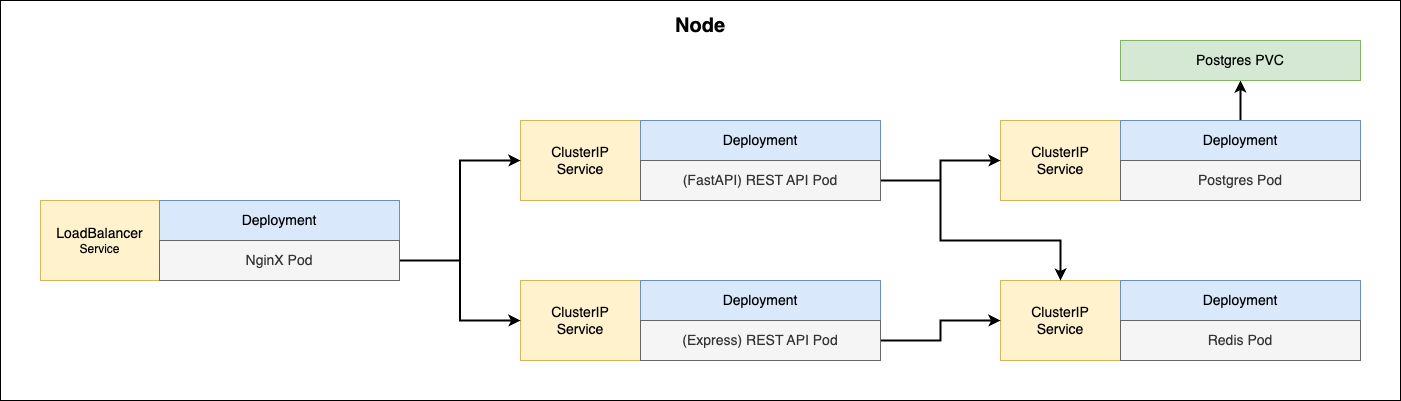 Node
Postgres PVC
ClusterIP
Service
Deployment
(FastAPI) REST API Pod
ClusterIP
Service
Deployment
Postgres Pod
LoadBalancer
Service
Deployment
NginX Pod
ClusterIP
Service
Deployment
(Express) REST API Pod
ClusterIP
Service
Deployment
Redis Pod